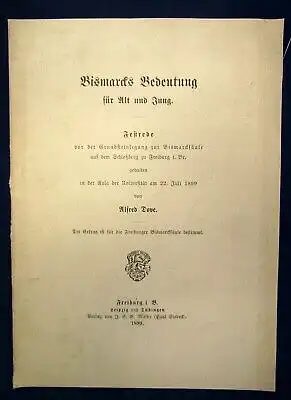 Bismarcks Bedeutung
für Alt und Jung.
Festrede
vor der Grundsteinlegung zur Bismarcksäule
auf dem Schloßberg zu Freiburg i. Br.
gehalten
in der Aula der Universität am 22. Juli 1899
von
Alfred Dove.
Der Ertrag ist für die Freiburger Bismarcksäule bestimmt.
Freiburg i. B.
Leipzig und Tübingen
Verlag von J. C. B. Mohr (Paul Siebeck)
1899.